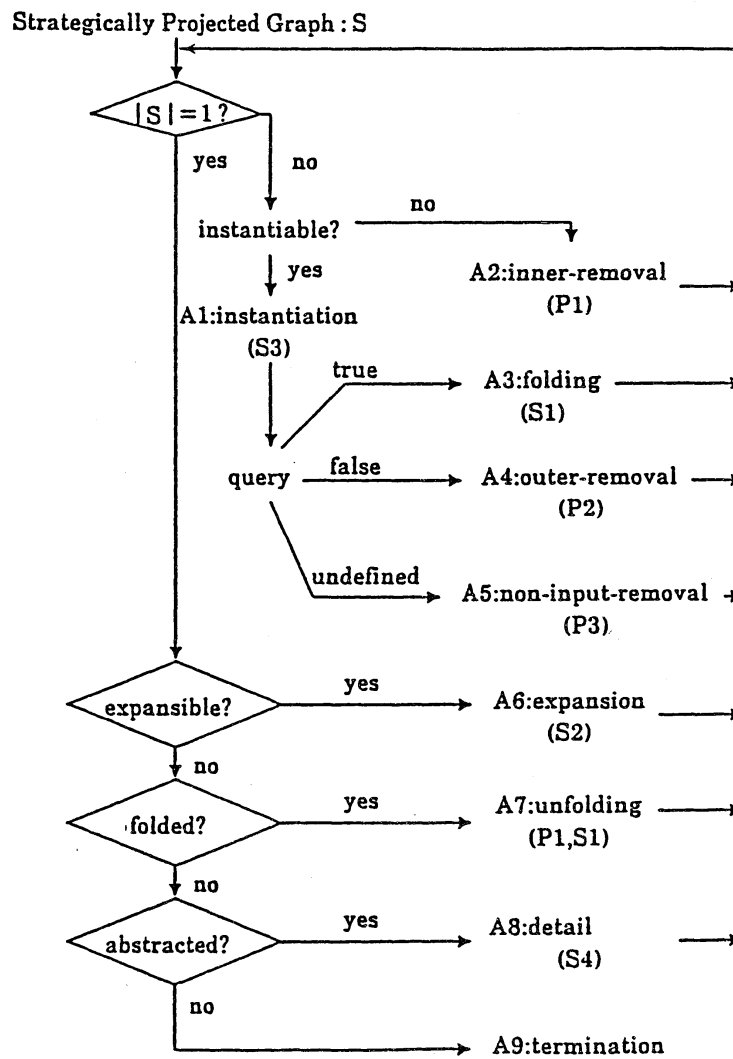 Strategically Projected Graph : S
|S|=1?
yes
no
no
instantiable?
yes
A2:inner-removal
(P1)
A1:instantiation
(S3)
true
A3:folding
(S1)
query
false
A4:outer-removal
(P2)
undefined
A5:non-input-removal
(P3)
expansible?
yes
A6:expansion
(S2)
no
folded?
yes
A7:unfolding
(P1,S1)
no
abstracted?
yes
A8:detail
(S4)
no
A9:termination